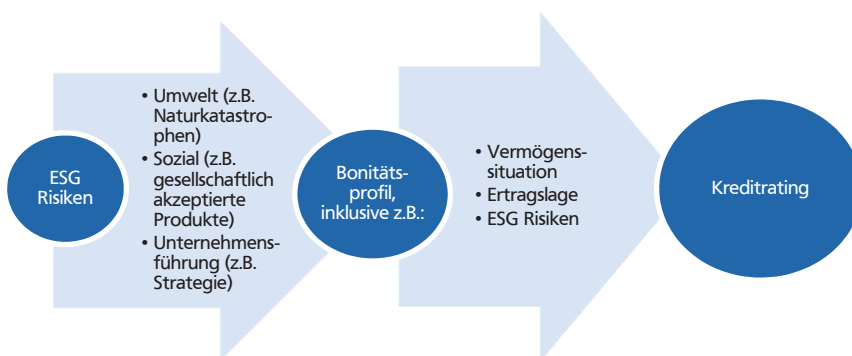 ESG
Risiken
• Umwelt (z.B.
Naturkatastro-
phen)
• Sozial (z.B.
gesellschaftlich
akzeptierte
Produkte)
• Unternehmens-
führung (z.B.
Strategie)
Bonitäts-
profil,
inklusive z.B.:
• Vermögens-
situation
• Ertragslage
• ESG Risiken
Kreditrating